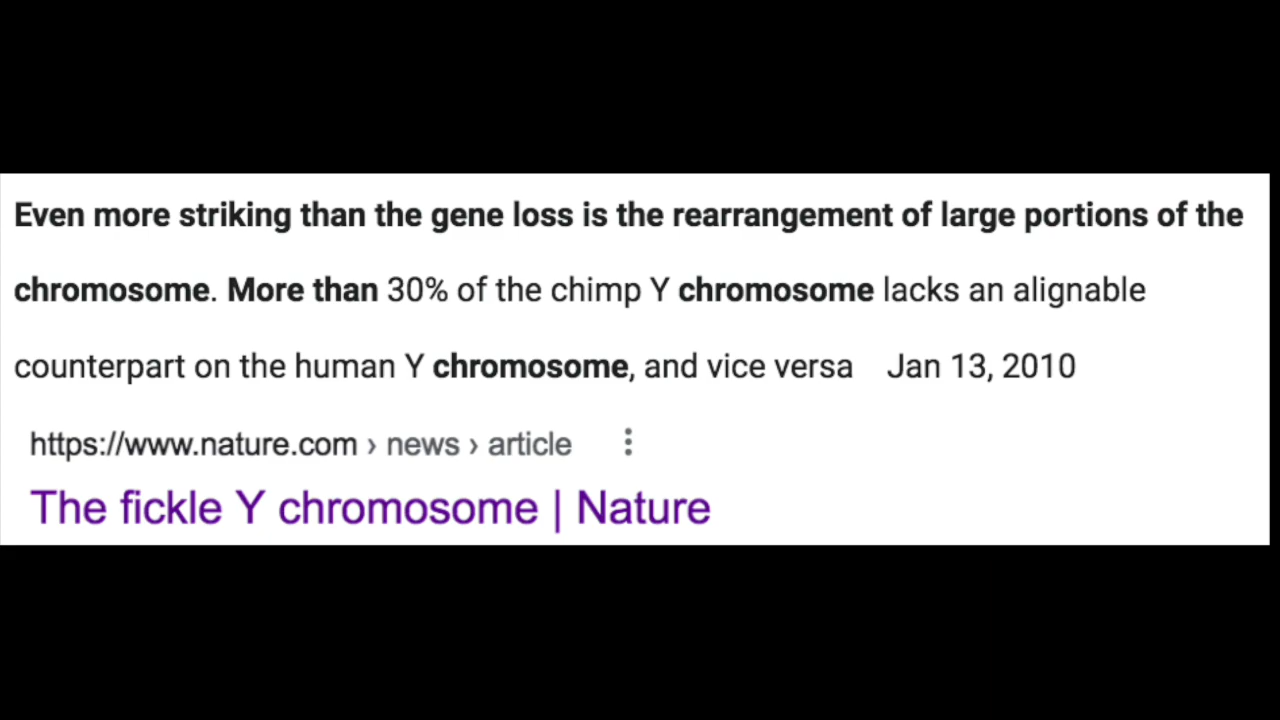 Even more striking than the gene loss is the rearrangement of large portions of the
chromosome. More than 30% of the chimp Y chromosome lacks an alignable
counterpart on the human Y chromosome, and vice versa Jan 13, 2010
https://www.nature.com › news › article
The fickle Y chromosome | Nature